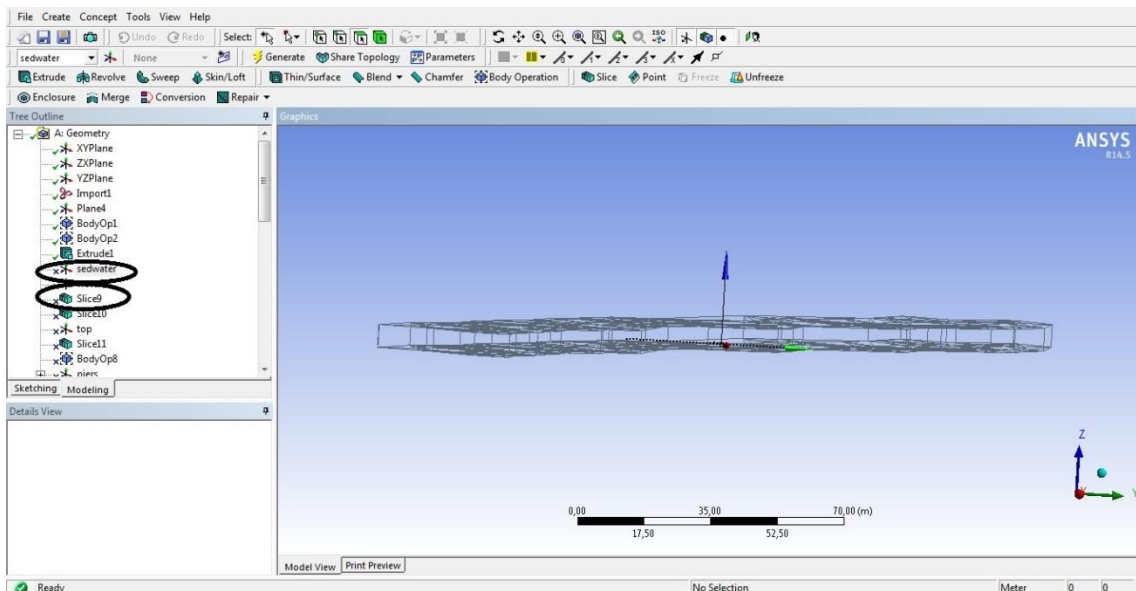 File Create Concept Tools View Help
Undo Redo Select:
sedwater None Generate Share Topology Parameters
Extrude Revolve Sweep Skin/Loft Thin/Surface Blend Chamfer Body Operation Slice Point Freeze Unfreeze
Enclosure Merge Conversion Repair
Tree Outline
A: Geometry
XYPlane
ZXPlane
YZPlane
Import1
Plane4
BodyOp1
BodyOp2
Extrude1
sedwater
Slice9
Slice10
top
Slice11
BodyOp8
piers
Sketching Modeling
Details View
Graphics
ANSYS
R14.5
Z
Y
0,00 35,00 70,00 (m)
17,50 52,50
Model View Print Preview
Ready No Selection Meter 0 0